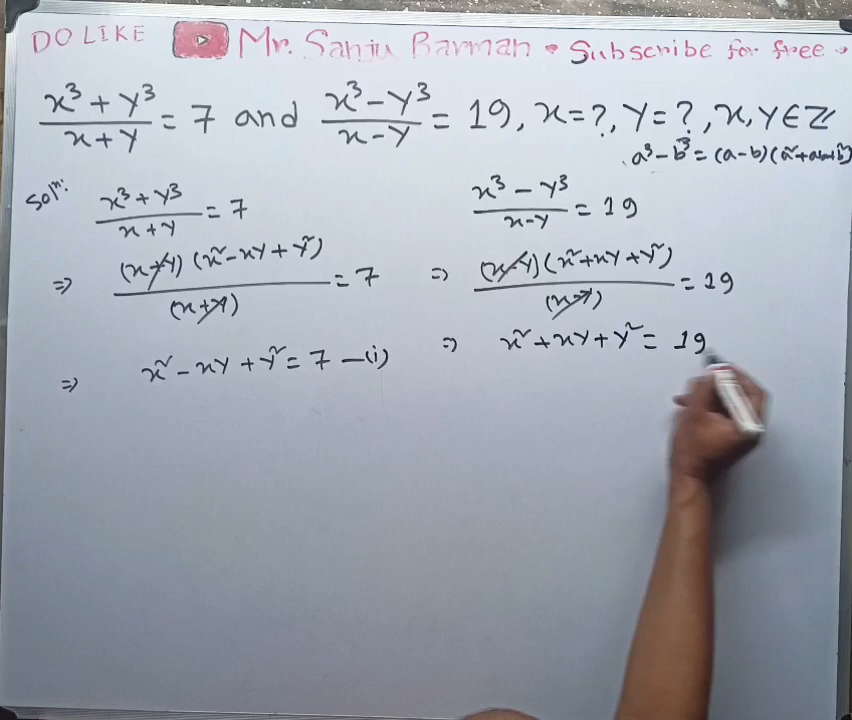 DO LIKE Mr. Sanju Barman • Subscribe for free
x³ + y³ / x + y = 7 and x³ - y³ / x - y = 19, x = ?, y = ?, x, y ∈ ℤ
a³ - b³ = (a - b)(a² + ab + b²)
Solⁿ: x³ + y³ / x + y = 7
x³ - y³ / x - y = 19
⇒ (x + y)(x² - xy + y²) / (x + y) = 7
⇒ (x - y)(x² + xy + y²) / (x - y) = 19
⇒ x² - xy + y² = 7 —(i)
⇒ x² + xy + y² = 19